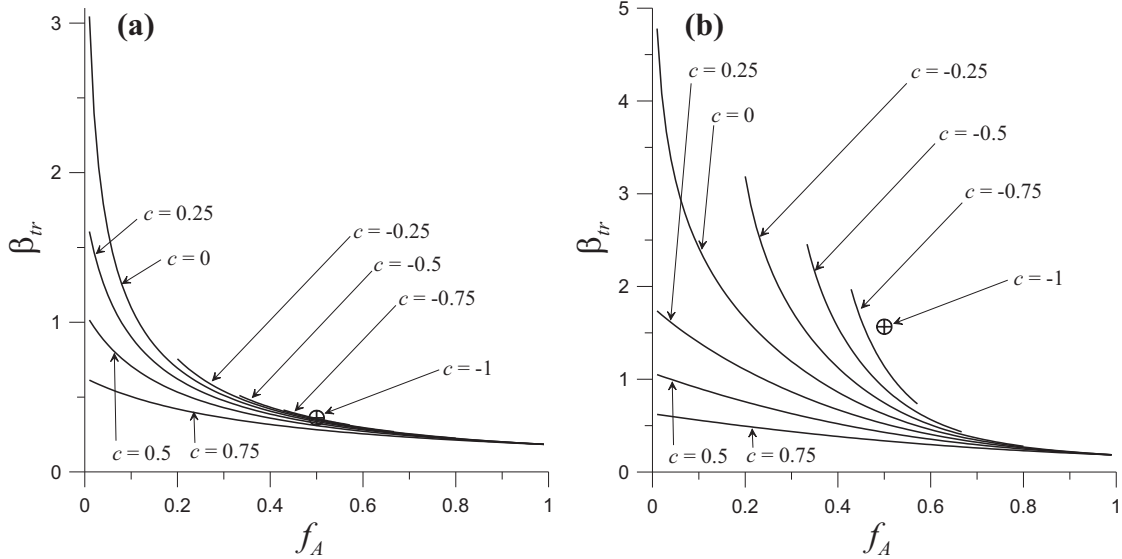 (a)
3
2
1
0
β_tr
c = 0.25
c = 0
c = -0.25
c = -0.5
c = -0.75
c = -1
c = 0.5
c = 0.75
0 0.2 0.4 0.6 0.8 1
f_A
(b)
5
4
3
2
1
0
β_tr
c = 0.25
c = -0.25
c = 0
c = -0.5
c = -0.75
c = -1
c = 0.5
c = 0.75
0 0.2 0.4 0.6 0.8 1
f_A